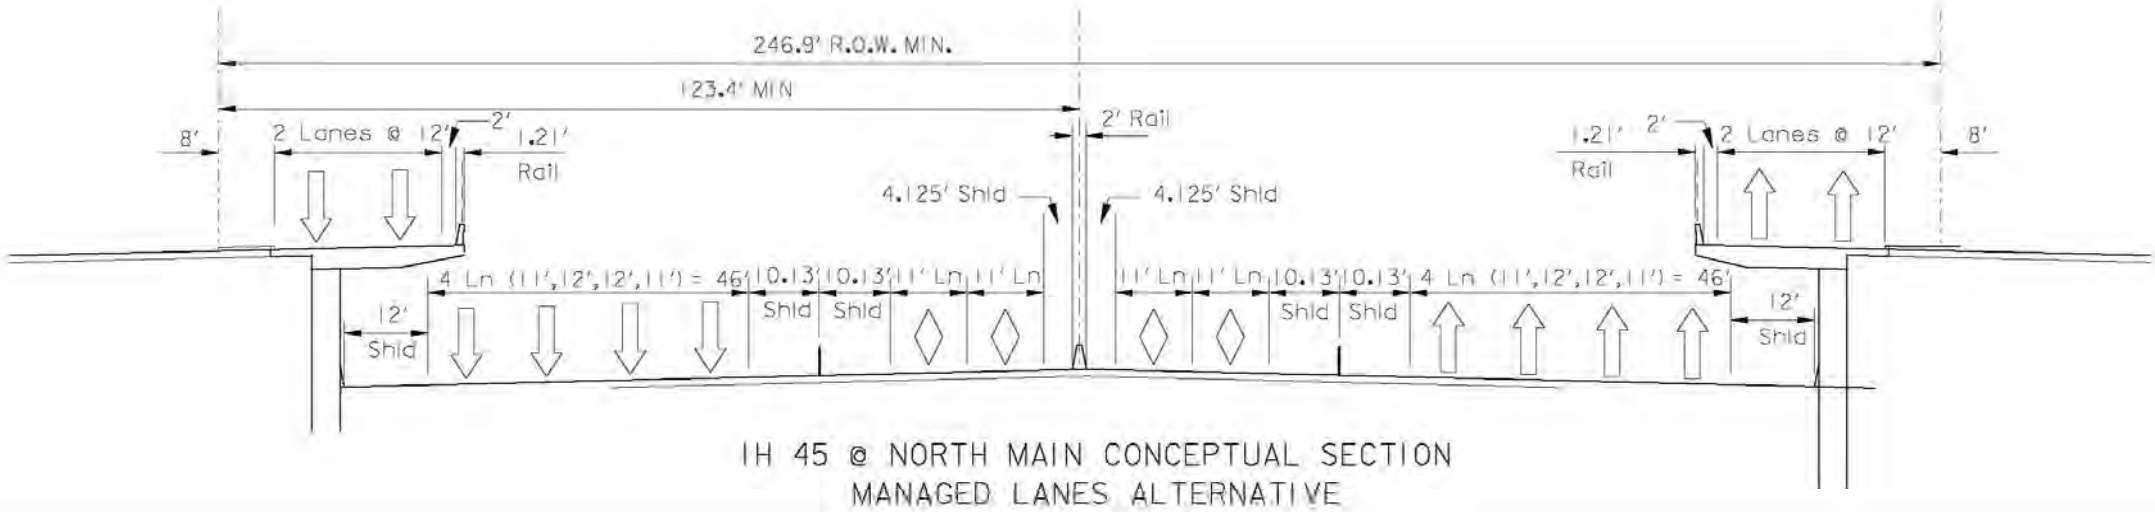 246.9' R.O.W. MIN.
123.4' MIN
8' 2 Lanes @ 12' 2' 1.21' 2' Rail 1.21' 2' 2 Lanes @ 12' 8'
Rail Rail
4.125' Shld 4.125' Shld
4 Ln (11',12',12',11') = 46' 10.13' 10.13' 11' Ln 11' Ln 11' Ln 11' Ln 10.13' 10.13' 4 Ln (11',12',12',11') = 46'
12' Shld Shld Shld Shld 12'
Shld Shld
IH 45 @ NORTH MAIN CONCEPTUAL SECTION
MANAGED LANES ALTERNATIVE